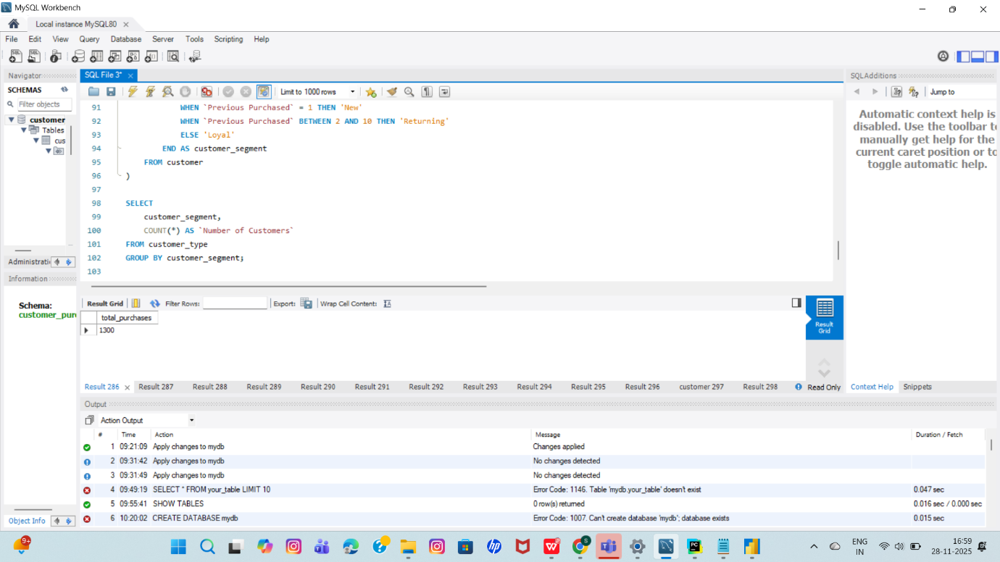 MySQL Workbench
Local instance MySQL80
File Edit View Query Database Server Tools Scripting Help
Navigator
SCHEMAS
Filter objects
customer
Tables
cus
Administrati
Information
Schema:
customer_pur
Object Info
SQL File 3*
Limit to 1000 rows
91 WHEN `Previous Purchased` = 1 THEN 'New'
92 WHEN `Previous Purchased` BETWEEN 2 AND 10 THEN 'Returning'
93 ELSE 'Loyal'
94 END AS customer_segment
95 FROM customer
96 )
97
98 SELECT
99 customer_segment,
100 COUNT(*) AS `Number of Customers`
101 FROM customer_type
102 GROUP BY customer_segment;
103
Result Grid Filter Rows: Export: Wrap Cell Content:
total_purchases
1300
Result Grid
Result 286 Result 287 Result 288 Result 289 Result 290 Result 291 Result 292 Result 293 Result 294 Result 295 Result 296 customer 297 Result 298 Read Only
SQLAdditions
Jump to
Automatic context help is
disabled. Use the toolbar to
manually get help for the
current caret position or to
toggle automatic help.
Context Help Snippets
Output
Action Output
# Time Action Message Duration / Fetch
1 09:21:09 Apply changes to mydb Changes applied
2 09:31:42 Apply changes to mydb No changes detected
3 09:31:49 Apply changes to mydb No changes detected
4 09:49:19 SELECT * FROM your_table LIMIT 10 Error Code: 1146. Table 'mydb.your_table' doesn't exist 0.047 sec
5 09:55:41 SHOW TABLES 0 row(s) returned 0.016 sec / 0.000 sec
6 10:20:02 CREATE DATABASE mydb Error Code: 1007. Can't create database 'mydb'; database exists 0.015 sec
9+
ENG
IN
16:59
28-11-2025